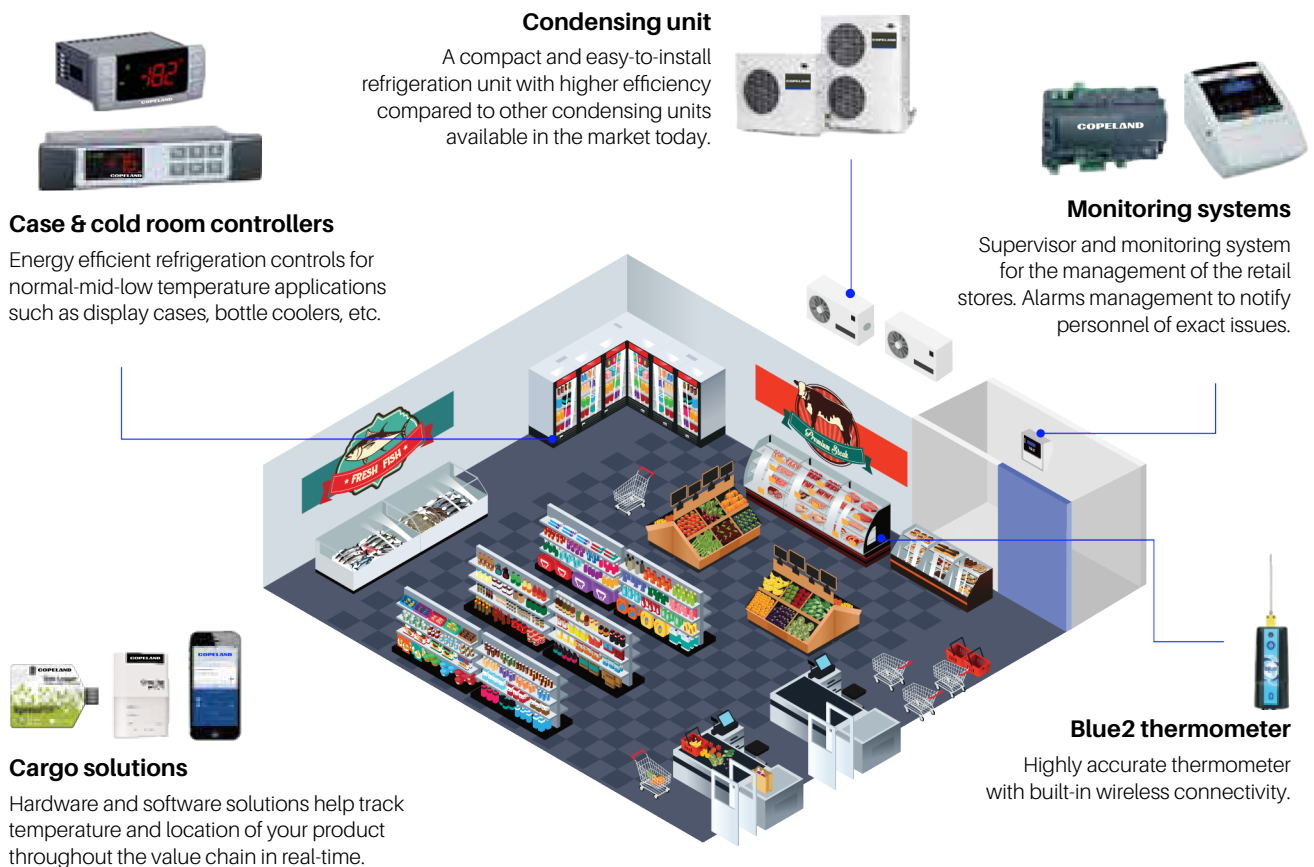 Condensing unit
A compact and easy-to-install
refrigeration unit with higher efficiency
compared to other condensing units
available in the market today.
COPELAND
COPELAND
-18.2
COPELAND
COPELAND
Case & cold room controllers
Energy efficient refrigeration controls for
normal-mid-low temperature applications
such as display cases, bottle coolers, etc.
COPELAND
Monitoring systems
Supervisor and monitoring system
for the management of the retail
stores. Alarms management to notify
personnel of exact issues.
FRESH FISH
Premium Steak
COPELAND
COPELAND
COPELAND
Cargo solutions
Hardware and software solutions help track
temperature and location of your product
throughout the value chain in real-time.
Blue2 thermometer
Highly accurate thermometer
with built-in wireless connectivity.